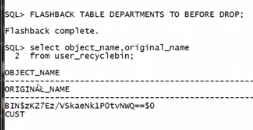 SQL> FLASHBACK TABLE DEPARTMENTS TO BEFORE DROP;
Flashback complete.
SQL> select object_name,original_name
2 from user_recyclebin;
OBJECT_NAME
--------------------------------------------------
ORIGINAL_NAME
--------------------------------------------------
BIN$zKZ7Ez/VSkaeNk1POtvNWQ==$0
CUST